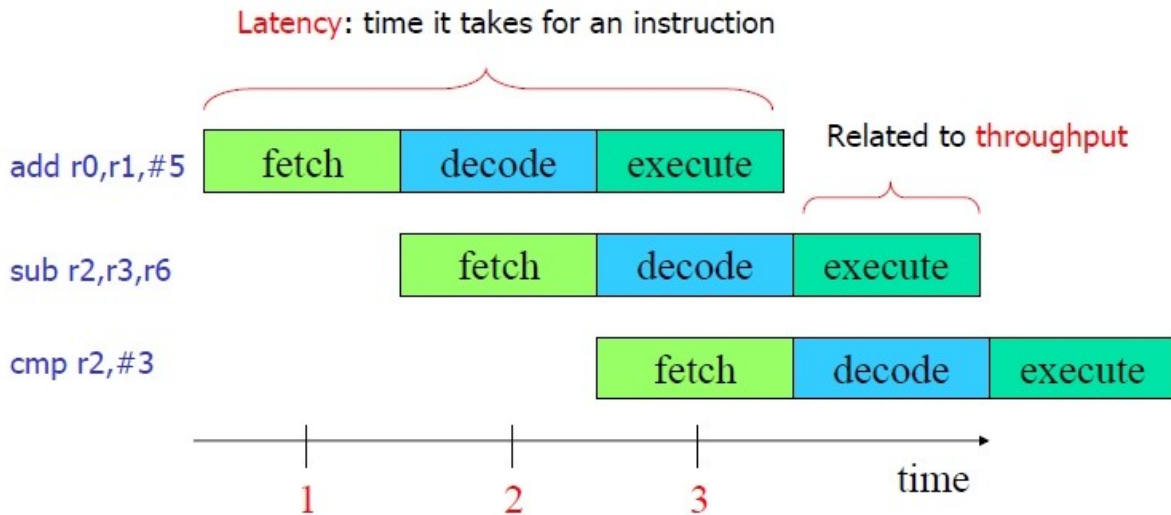 Latency: time it takes for an instruction
Related to throughput
add r0,r1,#5
fetch decode execute
sub r2,r3,r6
fetch decode execute
cmp r2,#3
fetch decode execute
time
1 2 3